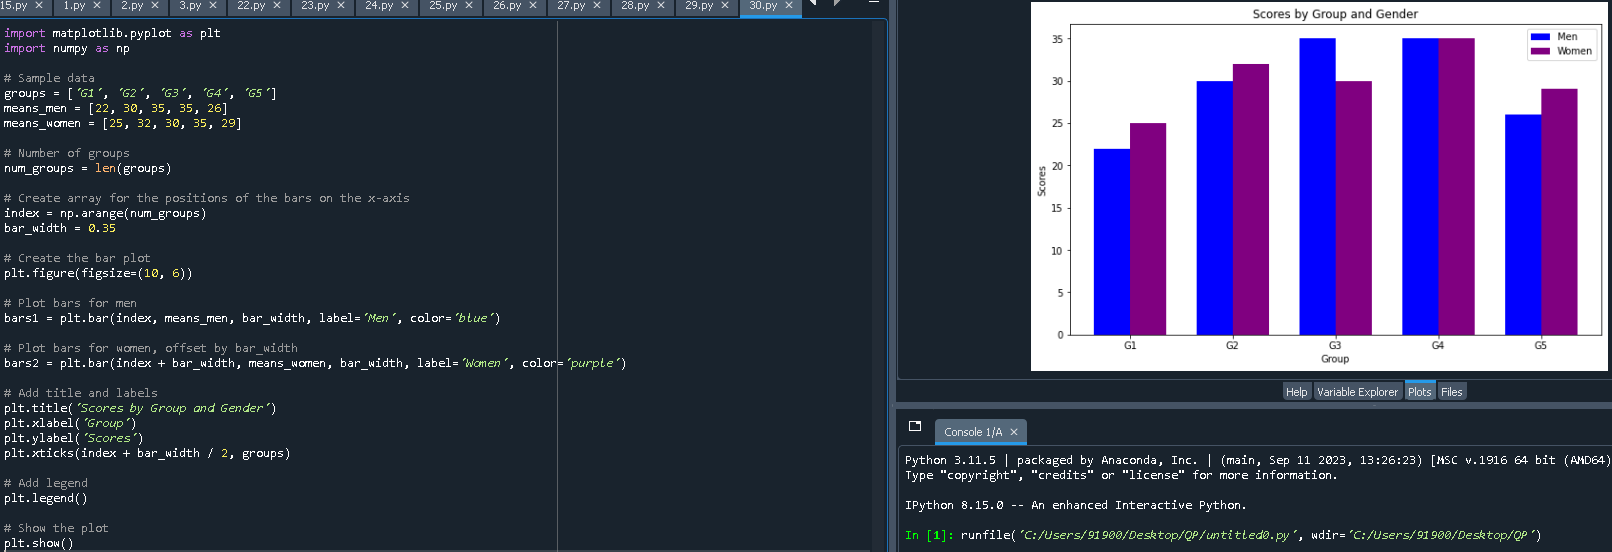 15.py 1.py 2.py 3.py 22.py 23.py 24.py 25.py 26.py 27.py 28.py 29.py 30.py
import matplotlib.pyplot as plt
import numpy as np
# Sample data
groups = ['G1', 'G2', 'G3', 'G4', 'G5']
means_men = [22, 30, 35, 35, 26]
means_women = [25, 32, 30, 35, 29]
# Number of groups
num_groups = len(groups)
# Create array for the positions of the bars on the x-axis
index = np.arange(num_groups)
bar_width = 0.35
# Create the bar plot
plt.figure(figsize=(10, 6))
# Plot bars for men
bars1 = plt.bar(index, means_men, bar_width, label='Men', color='blue')
# Plot bars for women, offset by bar_width
bars2 = plt.bar(index + bar_width, means_women, bar_width, label='Women', color='purple')
# Add title and labels
plt.title('Scores by Group and Gender')
plt.xlabel('Group')
plt.ylabel('Scores')
plt.xticks(index + bar_width / 2, groups)
# Add legend
plt.legend()
# Show the plot
plt.show()
Scores by Group and Gender
Men
Women
35
30
25
20
15
10
5
0
Scores
G1 G2 G3 G4 G5
Group
Help Variable Explorer Plots Files
Console 1/A
Python 3.11.5 | packaged by Anaconda, Inc. | (main, Sep 11 2023, 13:26:23) [MSC v.1916 64 bit (AMD64)
Type "copyright", "credits" or "license" for more information.
IPython 8.15.0 -- An enhanced Interactive Python.
In [1]: runfile('C:/Users/91900/Desktop/QP/untitled0.py', wdir='C:/Users/91900/Desktop/QP')